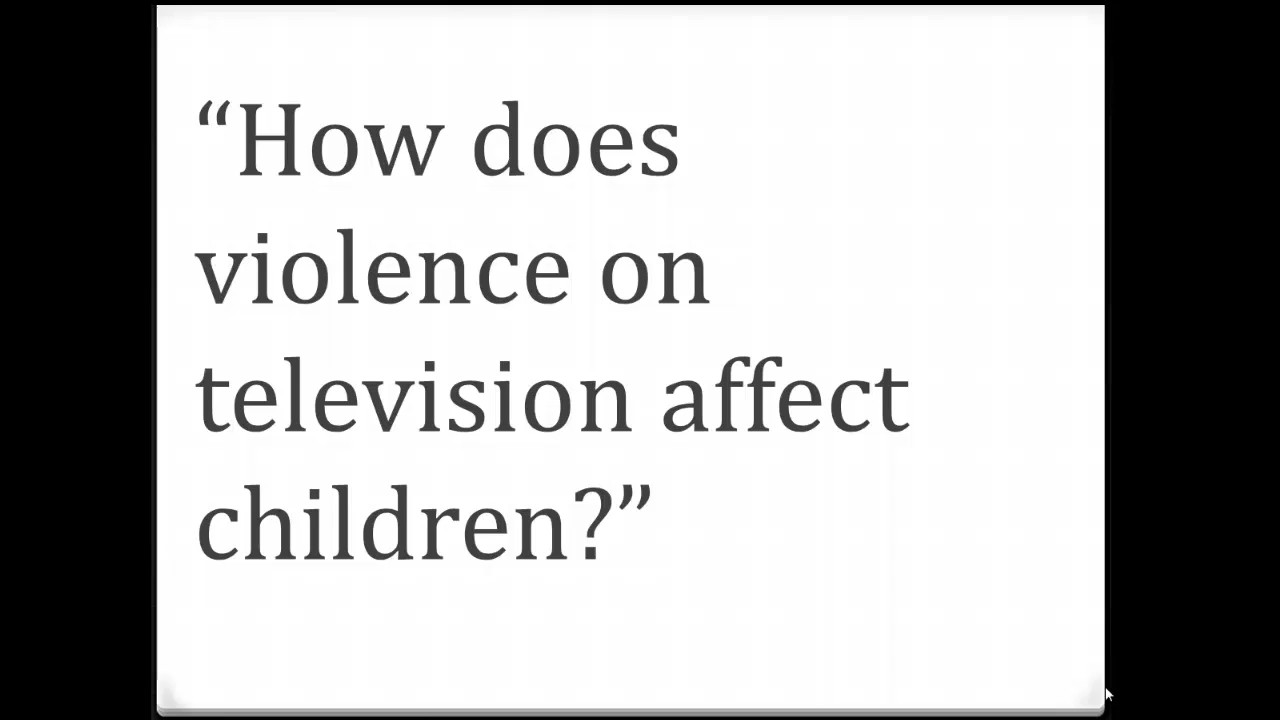 “How does
violence on
television affect
children?”